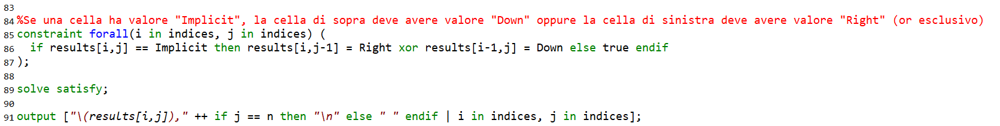 83
84 %Se una cella ha valore "Implicit", la cella di sopra deve avere valore "Down" oppure la cella di sinistra deve avere valore "Right" (or esclusivo)
85 constraint forall(i in indices, j in indices) (
86   if results[i,j] == Implicit then results[i,j-1] = Right xor results[i-1,j] = Down else true endif
87 );
88
89 solve satisfy;
90
91 output ["\(results[i,j])," ++ if j == n then "\n" else " " endif | i in indices, j in indices];